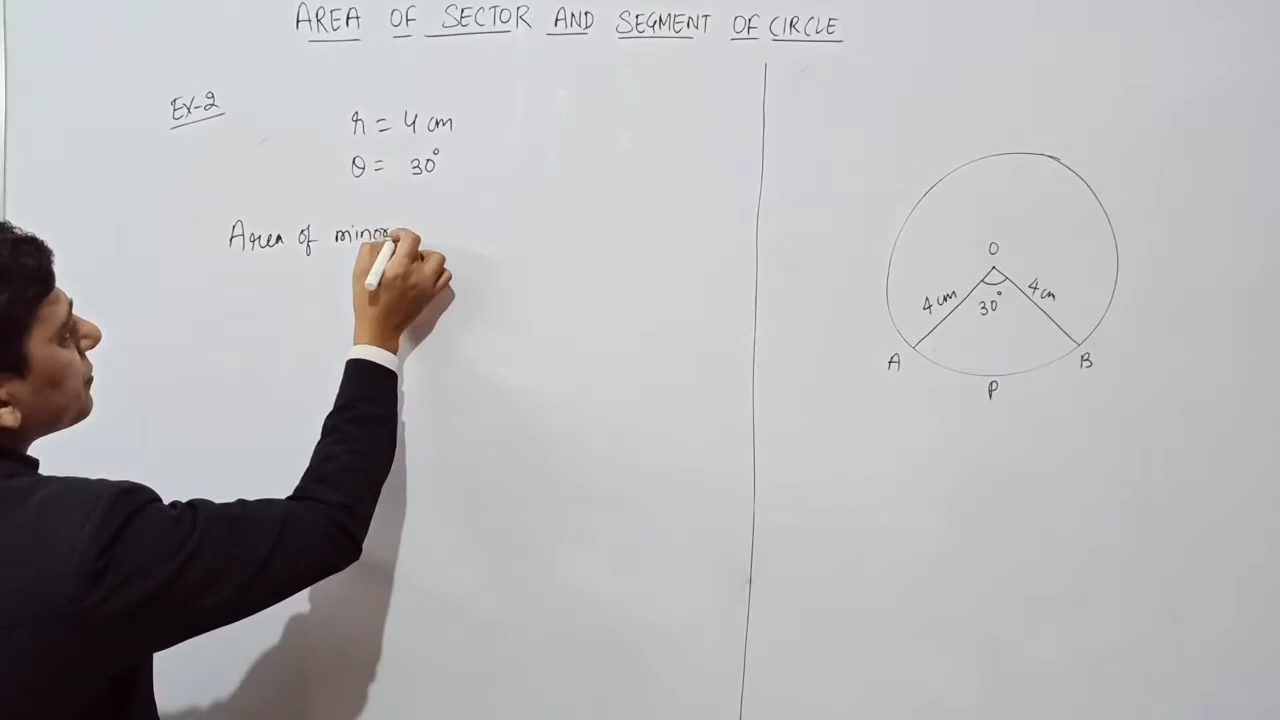 AREA OF SECTOR AND SEGMENT OF CIRCLE
EX-2
r = 4 cm
θ = 30°
Area of minor
O
4 cm
4 cm
30°
A
B
P